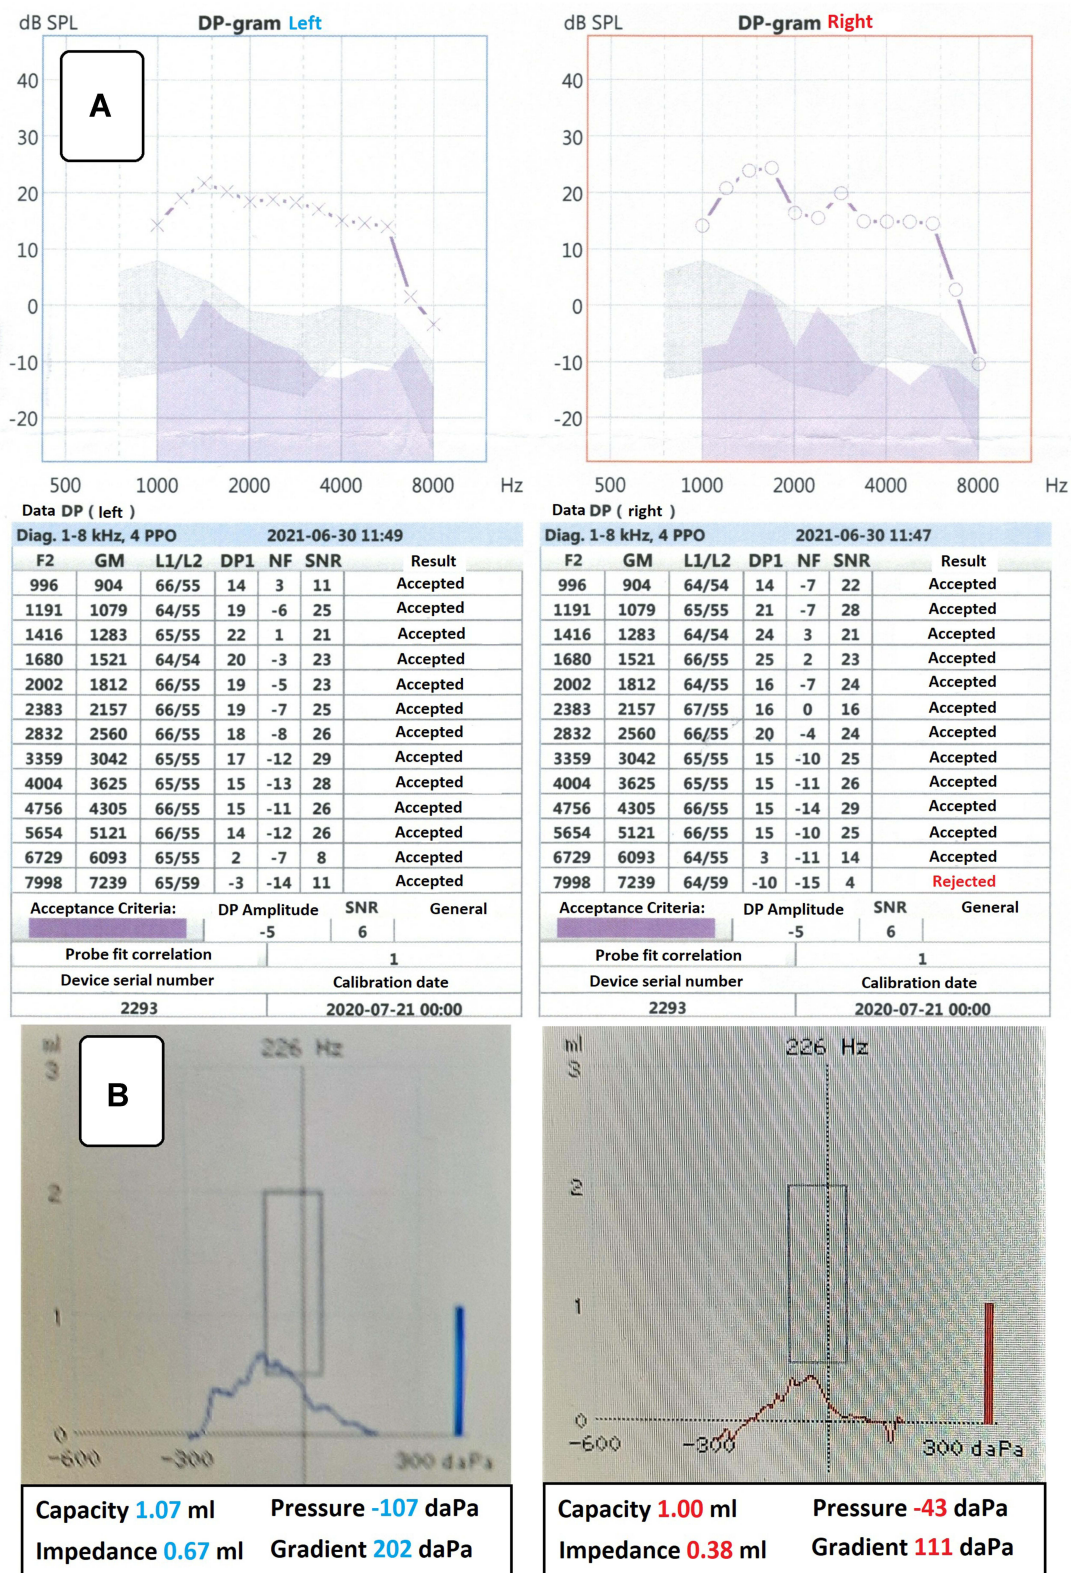 dB SPL DP-gram Left
A
40
30
20
10
0
-10
-20
500 1000 2000 4000 8000 Hz
dB SPL DP-gram Right
40
30
20
10
0
-10
-20
500 1000 2000 4000 8000 Hz
Data DP ( left )
Diag. 1-8 kHz, 4 PPO 2021-06-30 11:49
F2 GM L1/L2 DP1 NF SNR Result
996 904 66/55 14 3 11 Accepted
1191 1079 64/55 19 -6 25 Accepted
1416 1283 65/55 22 1 21 Accepted
1680 1521 64/54 20 -3 23 Accepted
2002 1812 66/55 19 -5 23 Accepted
2383 2157 66/55 19 -7 25 Accepted
2832 2560 66/55 18 -8 26 Accepted
3359 3042 65/55 17 -12 29 Accepted
4004 3625 65/55 15 -13 28 Accepted
4756 4305 66/55 15 -11 26 Accepted
5654 5121 66/55 14 -12 26 Accepted
6729 6093 65/55 2 -7 8 Accepted
7998 7239 65/59 -3 -14 11 Accepted
Acceptance Criteria: DP Amplitude SNR General
-5 6
Probe fit correlation 1
Device serial number Calibration date
2293 2020-07-21 00:00
Data DP ( right )
Diag. 1-8 kHz, 4 PPO 2021-06-30 11:47
F2 GM L1/L2 DP1 NF SNR Result
996 904 64/54 14 -7 22 Accepted
1191 1079 65/55 21 -7 28 Accepted
1416 1283 64/54 24 3 21 Accepted
1680 1521 66/55 25 2 23 Accepted
2002 1812 64/55 16 -7 24 Accepted
2383 2157 67/55 16 0 16 Accepted
2832 2560 66/55 20 -4 24 Accepted
3359 3042 65/55 15 -10 25 Accepted
4004 3625 65/55 15 -11 26 Accepted
4756 4305 66/55 15 -14 29 Accepted
5654 5121 66/55 15 -10 25 Accepted
6729 6093 64/55 3 -11 14 Accepted
7998 7239 64/59 -10 -15 4 Rejected
Acceptance Criteria: DP Amplitude SNR General
-5 6
Probe fit correlation 1
Device serial number Calibration date
2293 2020-07-21 00:00
B
ml 226 Hz
3
2
1
0
-600 -300 300 daPa
Capacity 1.07 ml Pressure -107 daPa
Impedance 0.67 ml Gradient 202 daPa
ml 226 Hz
3
2
1
0
-600 -300 300 daPa
Capacity 1.00 ml Pressure -43 daPa
Impedance 0.38 ml Gradient 111 daPa